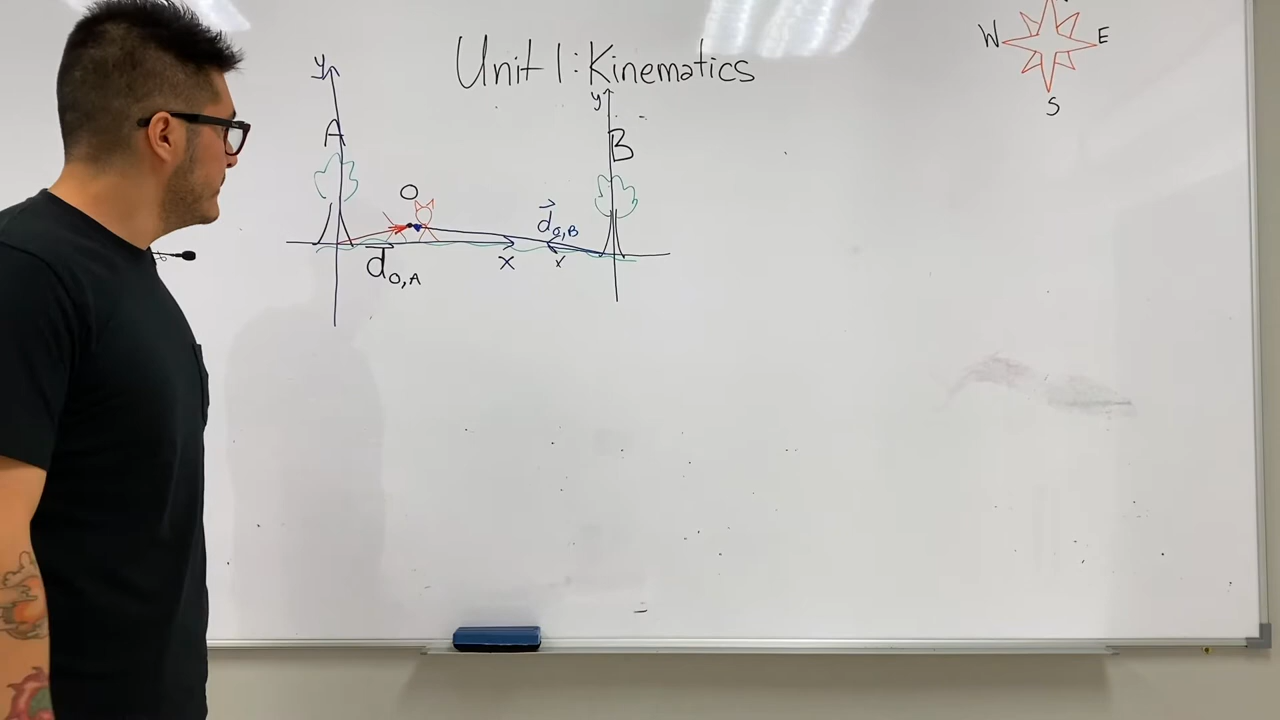 Unit 1: Kinematics
W E
S
y
A
y
B
O
d⃗O,B
d⃗O,A
x
x